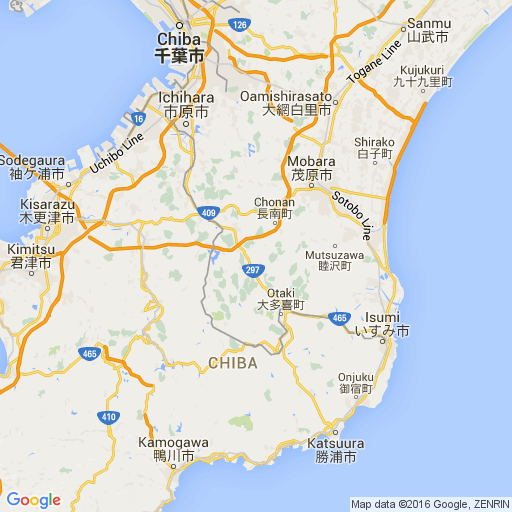 Sanmu
山武市
Chiba
千葉市
126
Togane Line
Kujukuri
九十九里町
Ichihara
市原市
Oamishirasato
大網白里市
16
Uchibo Line
Shirako
白子町
Sodegaura
袖ケ浦市
Mobara
茂原市
Kisarazu
木更津市
409
Chonan
長南町
Sotobo Line
Kimitsu
君津市
Mutsuzawa
睦沢町
297
Otaki
大多喜町
465
Isumi
いすみ市
465
CHIBA
Onjuku
御宿町
410
Kamogawa
鴨川市
Katsuura
勝浦市
Google
Map data ©2016 Google, ZENRIN